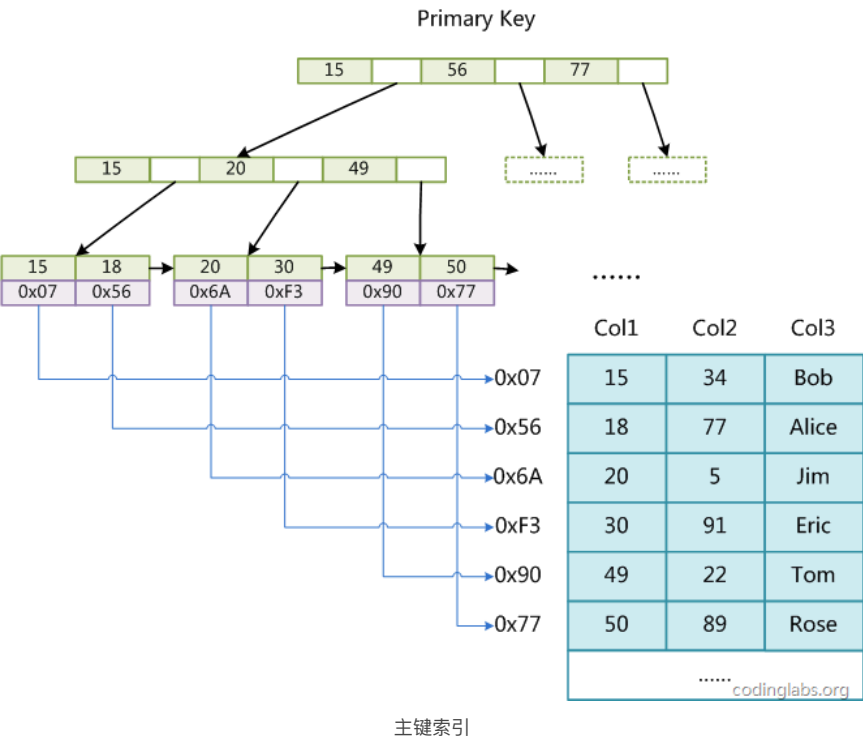 Primary Key
15 56 77
15 20 49
...... ......
15 18 20 30 49 50
0x07 0x56 0x6A 0xF3 0x90 0x77
......
Col1 Col2 Col3
0x07 15 34 Bob
0x56 18 77 Alice
0x6A 20 5 Jim
0xF3 30 91 Eric
0x90 49 22 Tom
0x77 50 89 Rose
......
codinglabs.org
主键索引